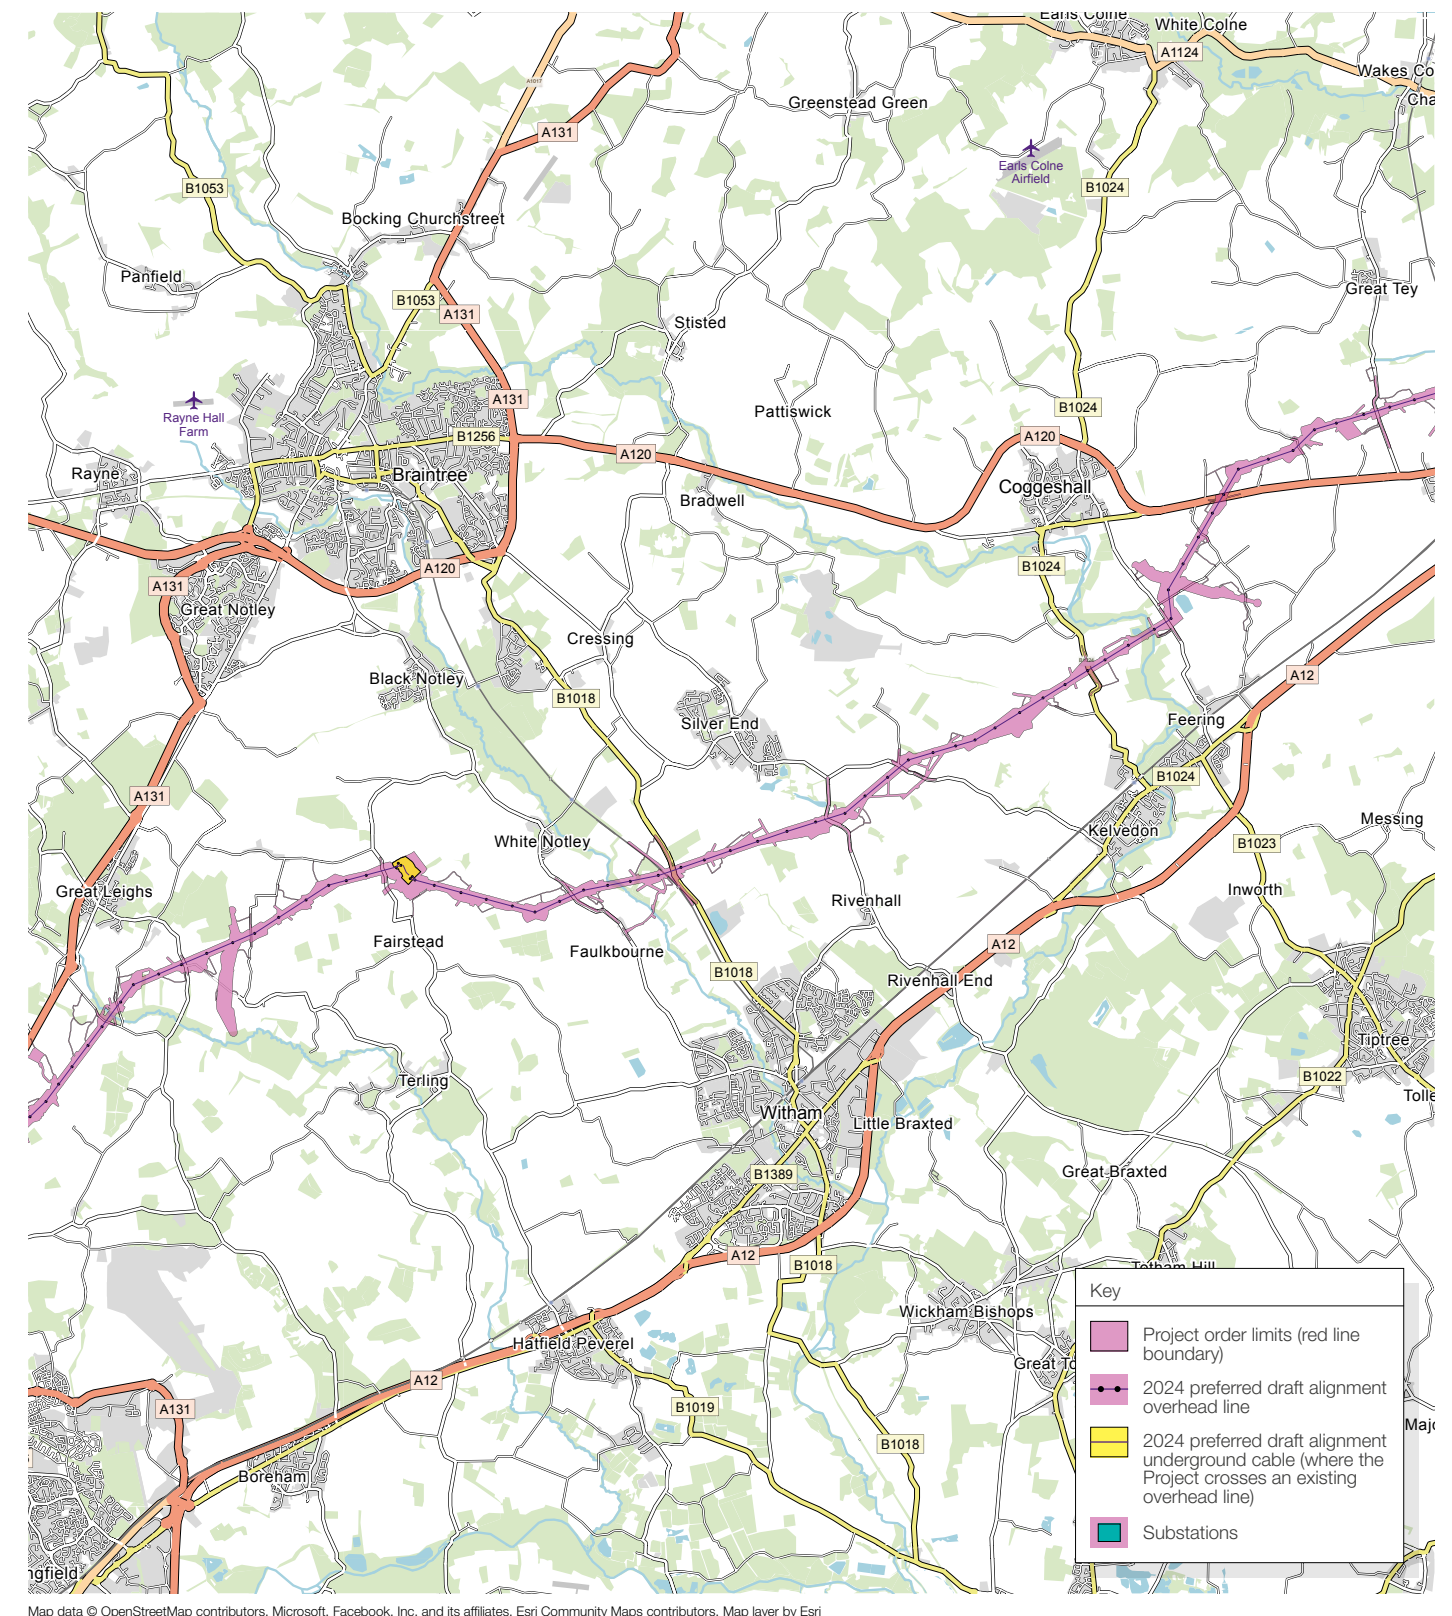 Earls Colne
White Colne
A1124
Wakes Co
Cha
A1017
Greenstead Green
A131
Earls Colne
Airfield
B1053
B1024
Bocking Churchstreet
Panfield
Great Tey
B1053
A131
Stisted
Rayne Hall
Farm
A131
Pattiswick
B1024
B1256
A120
A120
Rayne
Braintree
Coggeshall
Bradwell
A120
B1024
A131
Great Notley
Cressing
Black Notley
B1018
A12
Silver End
Feering
B1024
A131
White Notley
Kelvedon
Messing
B1023
Great Leighs
Inworth
Rivenhall
Fairstead
Faulkbourne
A12
B1018
Rivenhall End
Tiptree
Terling
B1022
Tolle
Witham
Little Braxted
B1389
Great Braxted
A12
B1018
Totham Hill
Wickham Bishops
Hatfield Peverel
Great To
A12
B1019
A131
Majo
B1018
Boreham
ngfield
Key
Project order limits (red line
boundary)
2024 preferred draft alignment
overhead line
2024 preferred draft alignment
underground cable (where the
Project crosses an existing
overhead line)
Substations
Map data © OpenStreetMap contributors, Microsoft, Facebook, Inc. and its affiliates, Esri Community Maps contributors, Map layer by Esri